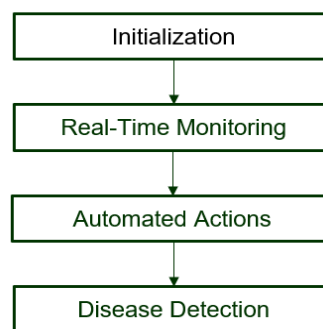 Initialization
Real-Time Monitoring
Automated Actions
Disease Detection